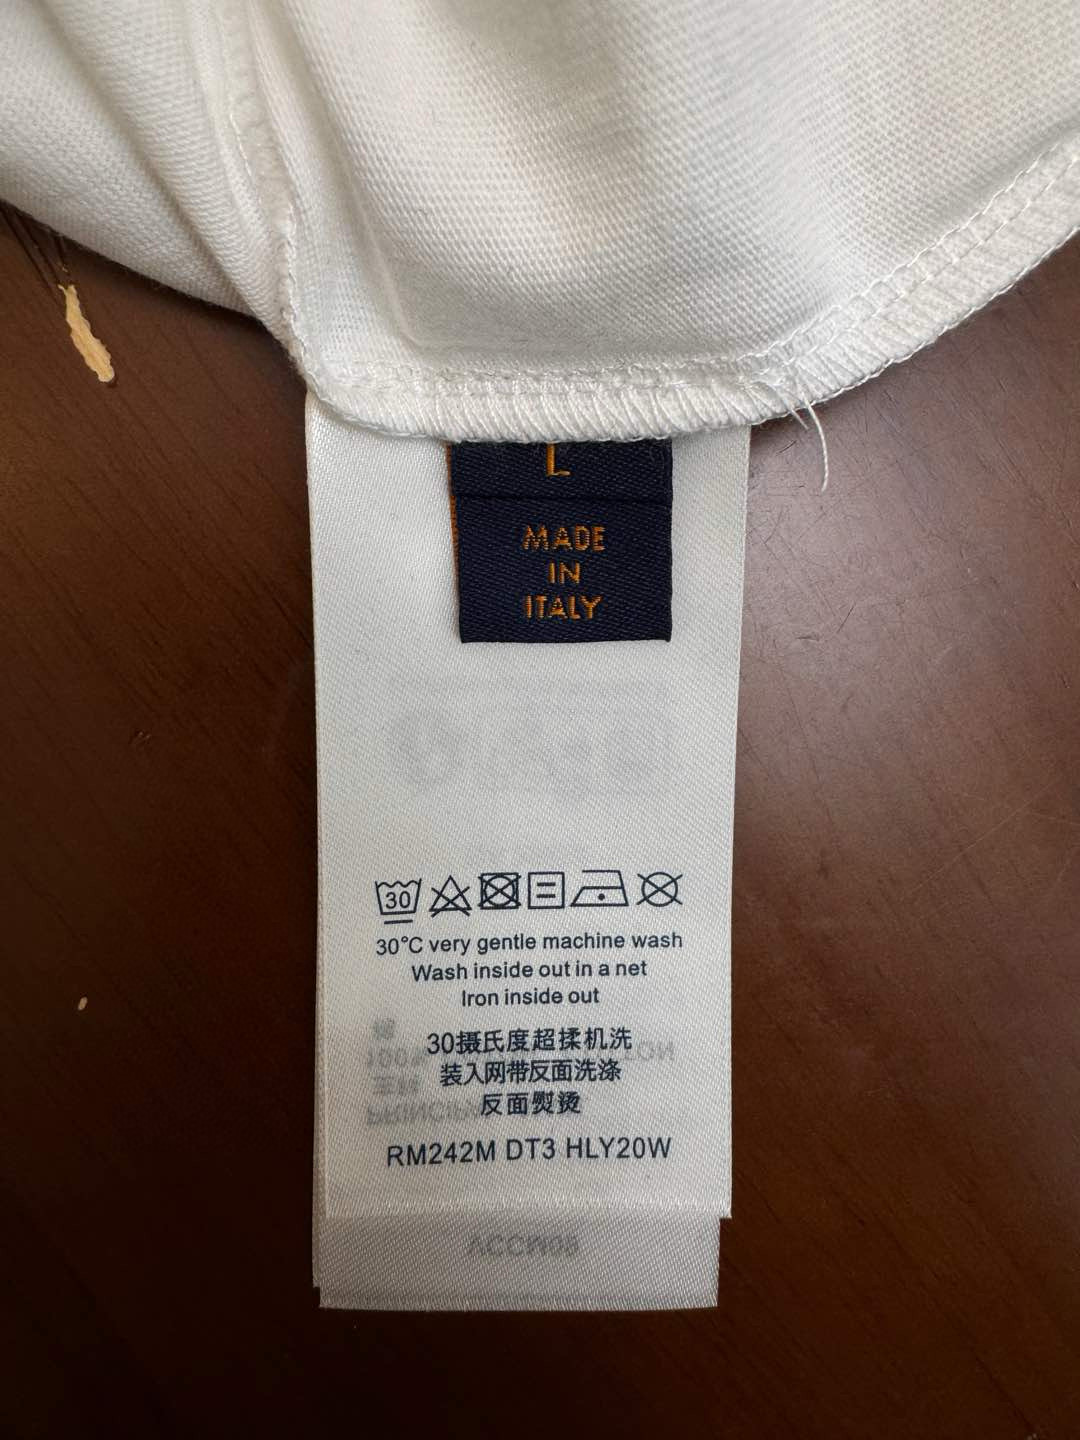 L
MADE
IN
ITALY
30
30°C very gentle machine wash
Wash inside out in a net
Iron inside out
30摄氏度超揉机洗
装入网带反面洗涤
反面熨烫
RM242M DT3 HLY20W